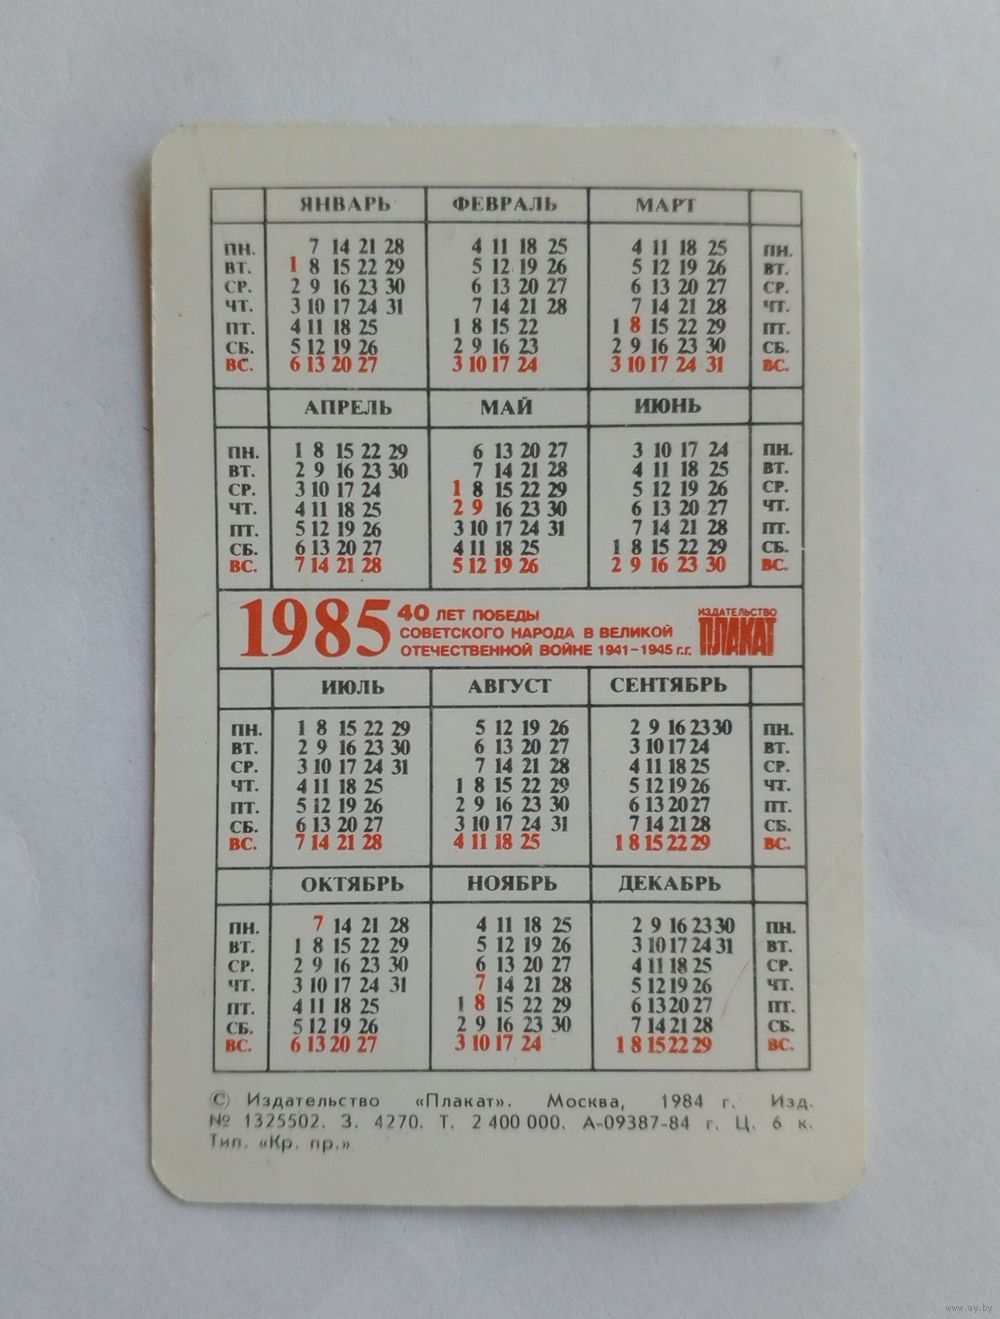 ЯНВАРЬ ФЕВРАЛЬ МАРТ
ПН. 7 14 21 28 4 11 18 25 4 11 18 25 ПН.
ВТ. 1 8 15 22 29 5 12 19 26 5 12 19 26 ВТ.
СР. 2 9 16 23 30 6 13 20 27 6 13 20 27 СР.
ЧТ. 3 10 17 24 31 7 14 21 28 7 14 21 28 ЧТ.
ПТ. 4 11 18 25 1 8 15 22 1 8 15 22 29 ПТ.
СБ. 5 12 19 26 2 9 16 23 2 9 16 23 30 СБ.
ВС. 6 13 20 27 3 10 17 24 3 10 17 24 31 ВС.
АПРЕЛЬ МАЙ ИЮНЬ
ПН. 1 8 15 22 29 6 13 20 27 3 10 17 24 ПН.
ВТ. 2 9 16 23 30 7 14 21 28 4 11 18 25 ВТ.
СР. 3 10 17 24 1 8 15 22 29 5 12 19 26 СР.
ЧТ. 4 11 18 25 2 9 16 23 30 6 13 20 27 ЧТ.
ПТ. 5 12 19 26 3 10 17 24 31 7 14 21 28 ПТ.
СБ. 6 13 20 27 4 11 18 25 1 8 15 22 29 СБ.
ВС. 7 14 21 28 5 12 19 26 2 9 16 23 30 ВС.
1985 40 ЛЕТ ПОБЕДЫ
СОВЕТСКОГО НАРОДА В ВЕЛИКОЙ
ОТЕЧЕСТВЕННОЙ ВОЙНЕ 1941-1945 г.г.
ИЗДАТЕЛЬСТВО
ПЛАКАТ
ИЮЛЬ АВГУСТ СЕНТЯБРЬ
ПН. 1 8 15 22 29 5 12 19 26 2 9 16 23 30 ПН.
ВТ. 2 9 16 23 30 6 13 20 27 3 10 17 24 ВТ.
СР. 3 10 17 24 31 7 14 21 28 4 11 18 25 СР.
ЧТ. 4 11 18 25 1 8 15 22 29 5 12 19 26 ЧТ.
ПТ. 5 12 19 26 2 9 16 23 30 6 13 20 27 ПТ.
СБ. 6 13 20 27 3 10 17 24 31 7 14 21 28 СБ.
ВС. 7 14 21 28 4 11 18 25 1 8 15 22 29 ВС.
ОКТЯБРЬ НОЯБРЬ ДЕКАБРЬ
ПН. 7 14 21 28 4 11 18 25 2 9 16 23 30 ПН.
ВТ. 1 8 15 22 29 5 12 19 26 3 10 17 24 31 ВТ.
СР. 2 9 16 23 30 6 13 20 27 4 11 18 25 СР.
ЧТ. 3 10 17 24 31 7 14 21 28 5 12 19 26 ЧТ.
ПТ. 4 11 18 25 1 8 15 22 29 6 13 20 27 ПТ.
СБ. 5 12 19 26 2 9 16 23 30 7 14 21 28 СБ.
ВС. 6 13 20 27 3 10 17 24 1 8 15 22 29 ВС.
© Издательство «Плакат». Москва, 1984 г. Изд.
№ 1325502. З. 4270. Т. 2 400 000. А-09387-84 г. Ц. 6 к.
Тип. «Кр. пр.»
www.ay.by